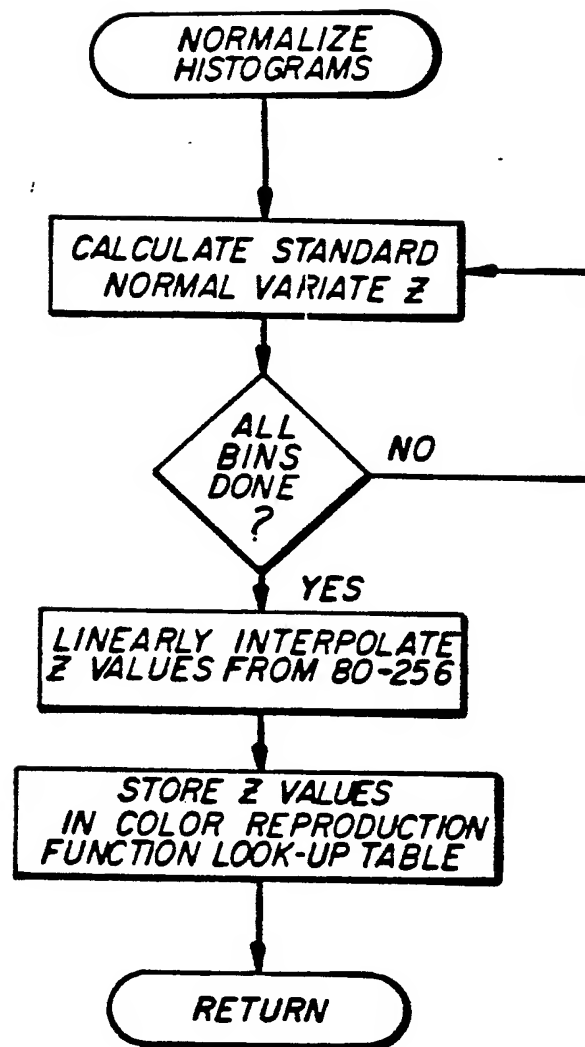 NORMALIZE
HISTOGRAMS
CALCULATE STANDARD
NORMAL VARIATE Z
ALL
BINS
DONE
?
NO
YES
LINEARLY INTERPOLATE
Z VALUES FROM 80-256
STORE Z VALUES
IN COLOR REPRODUCTION
FUNCTION LOOK-UP TABLE
RETURN